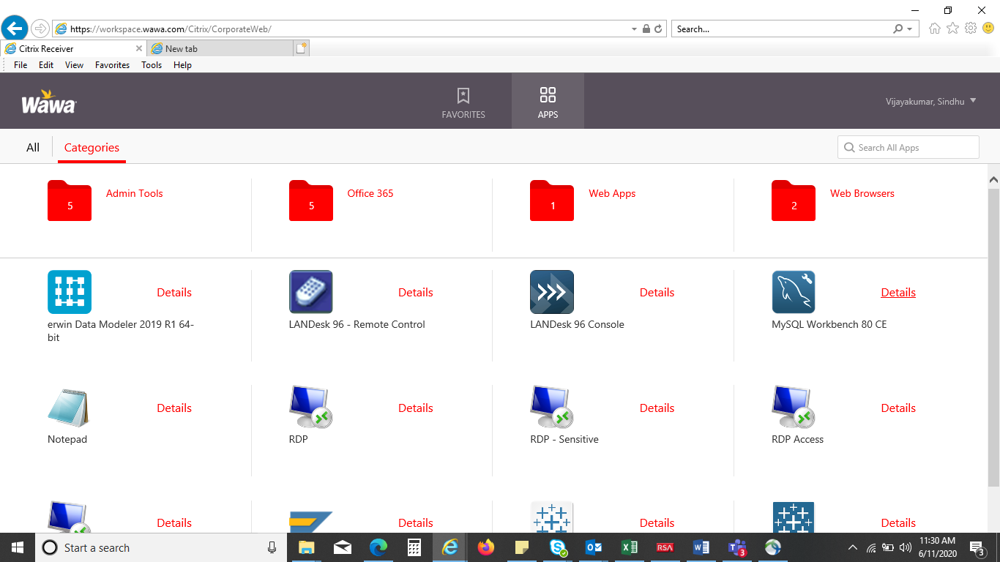 https://workspace.wawa.com/Citrix/CorporateWeb/
Search...
Citrix Receiver
New tab
File Edit View Favorites Tools Help
Wawa
FAVORITES
APPS
Vijayakumar, Sindhu
All
Categories
Search All Apps
5
Admin Tools
5
Office 365
1
Web Apps
2
Web Browsers
Details
erwin Data Modeler 2019 R1 64-
bit
Details
LANDesk 96 - Remote Control
Details
LANDesk 96 Console
Details
MySQL Workbench 80 CE
Details
Notepad
Details
RDP
Details
RDP - Sensitive
Details
RDP Access
Details
Details
Details
Details
Start a search
RSA
3
11:30 AM
6/11/2020
3